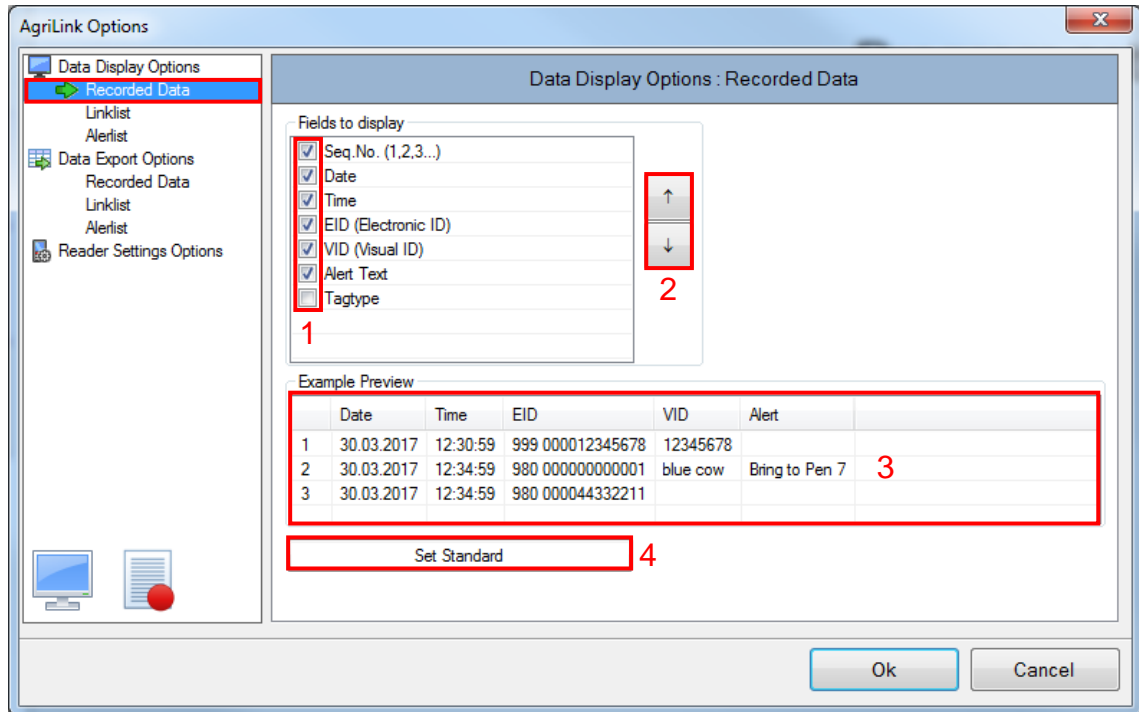 AgriLink Options
x
Data Display Options
Recorded Data
Linklist
Alertlist
Data Export Options
Recorded Data
Linklist
Alertlist
Reader Settings Options
Data Display Options : Recorded Data
Fields to display
Seq.No. (1,2,3...)
Date
Time
EID (Electronic ID)
VID (Visual ID)
Alert Text
Tagtype
1
↑
↓
2
Example Preview
Date Time EID VID Alert
1 30.03.2017 12:30:59 999 000012345678 12345678
2 30.03.2017 12:34:59 980 000000000001 blue cow Bring to Pen 7
3 30.03.2017 12:34:59 980 000044332211
3
Set Standard
4
Ok Cancel